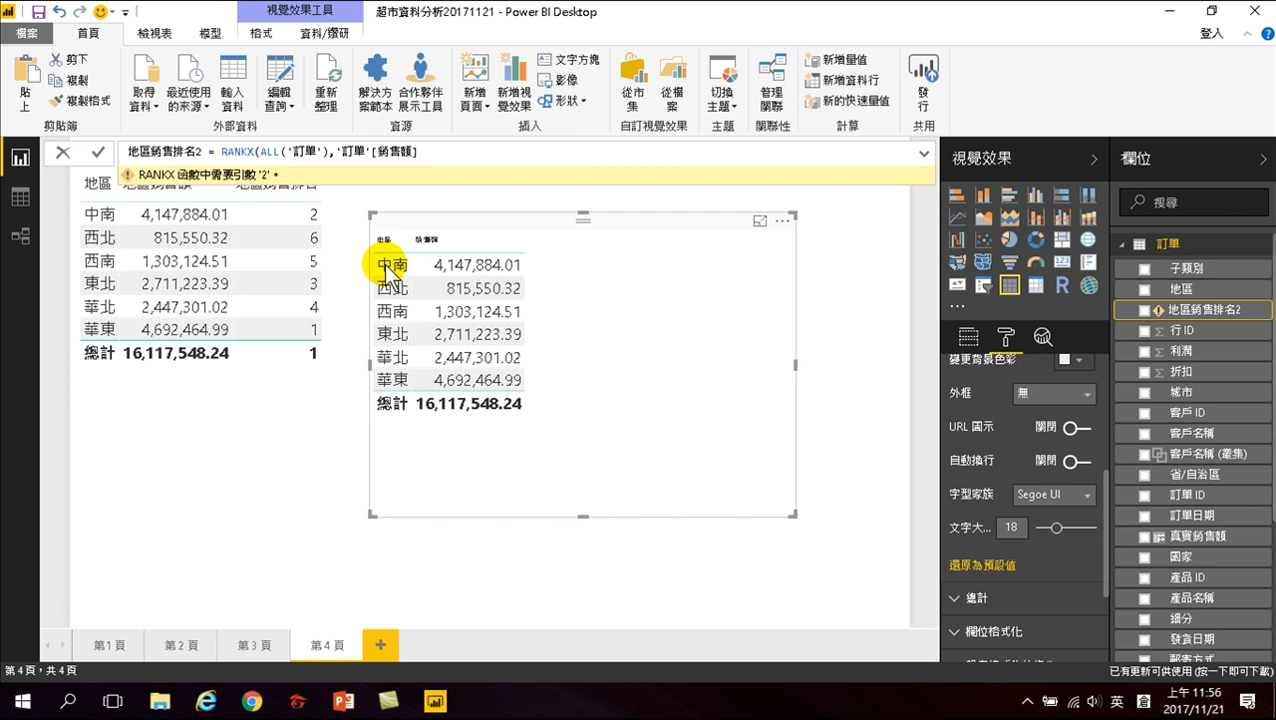 視覺效果工具
超市資料分析20171121 - Power BI Desktop
檔案
首頁
檢視表
模型
格式
資料/鑽研
登入
貼上
剪下
複製
複製格式
剪貼簿
取得資料
最近使用的來源
輸入資料
編輯查詢
重新整理
外部資料
解決方案範本
合作夥伴展示工具
資源
新增頁面
新增視覺效果
文字方塊
影像
形狀
插入
從市集
從檔案
自訂視覺效果
切換主題
主題
管理關聯
關聯性
新增量值
新增資料行
新的快速量值
計算
發行
共用
地區銷售排名2 = RANKX(ALL('訂單'),'訂單'[銷售額]
RANKX 函數中需要引數 '2'。
地區 地區銷售額 地區銷售排名
中南 4,147,884.01 2
西北 815,550.32 6
西南 1,303,124.51 5
東北 2,711,223.39 3
華北 2,447,301.02 4
華東 4,692,464.99 1
總計 16,117,548.24 1
地區 銷售額
中南 4,147,884.01
西北 815,550.32
西南 1,303,124.51
東北 2,711,223.39
華北 2,447,301.02
華東 4,692,464.99
總計 16,117,548.24
視覺效果
R
變更背景色彩
外框 無
URL 圖示 關閉
自動換行 關閉
字型家族 Segoe UI
文字大... 18
還原為預設值
總計
欄位格式化
欄位
搜尋
訂單
子類別
地區
地區銷售排名2
行 ID
利潤
折扣
城市
客戶 ID
客戶名稱
客戶名稱 (叢集)
省/自治區
訂單 ID
訂單日期
真實銷售額
國家
產品 ID
產品名稱
細分
發貨日期
郵寄方式
第 1 頁
第 2 頁
第 3 頁
第 4 頁
第 4 頁，共 4 頁
已有更新可供使用 (按一下即可下載)
英
倉
上午 11:56
2017/11/21